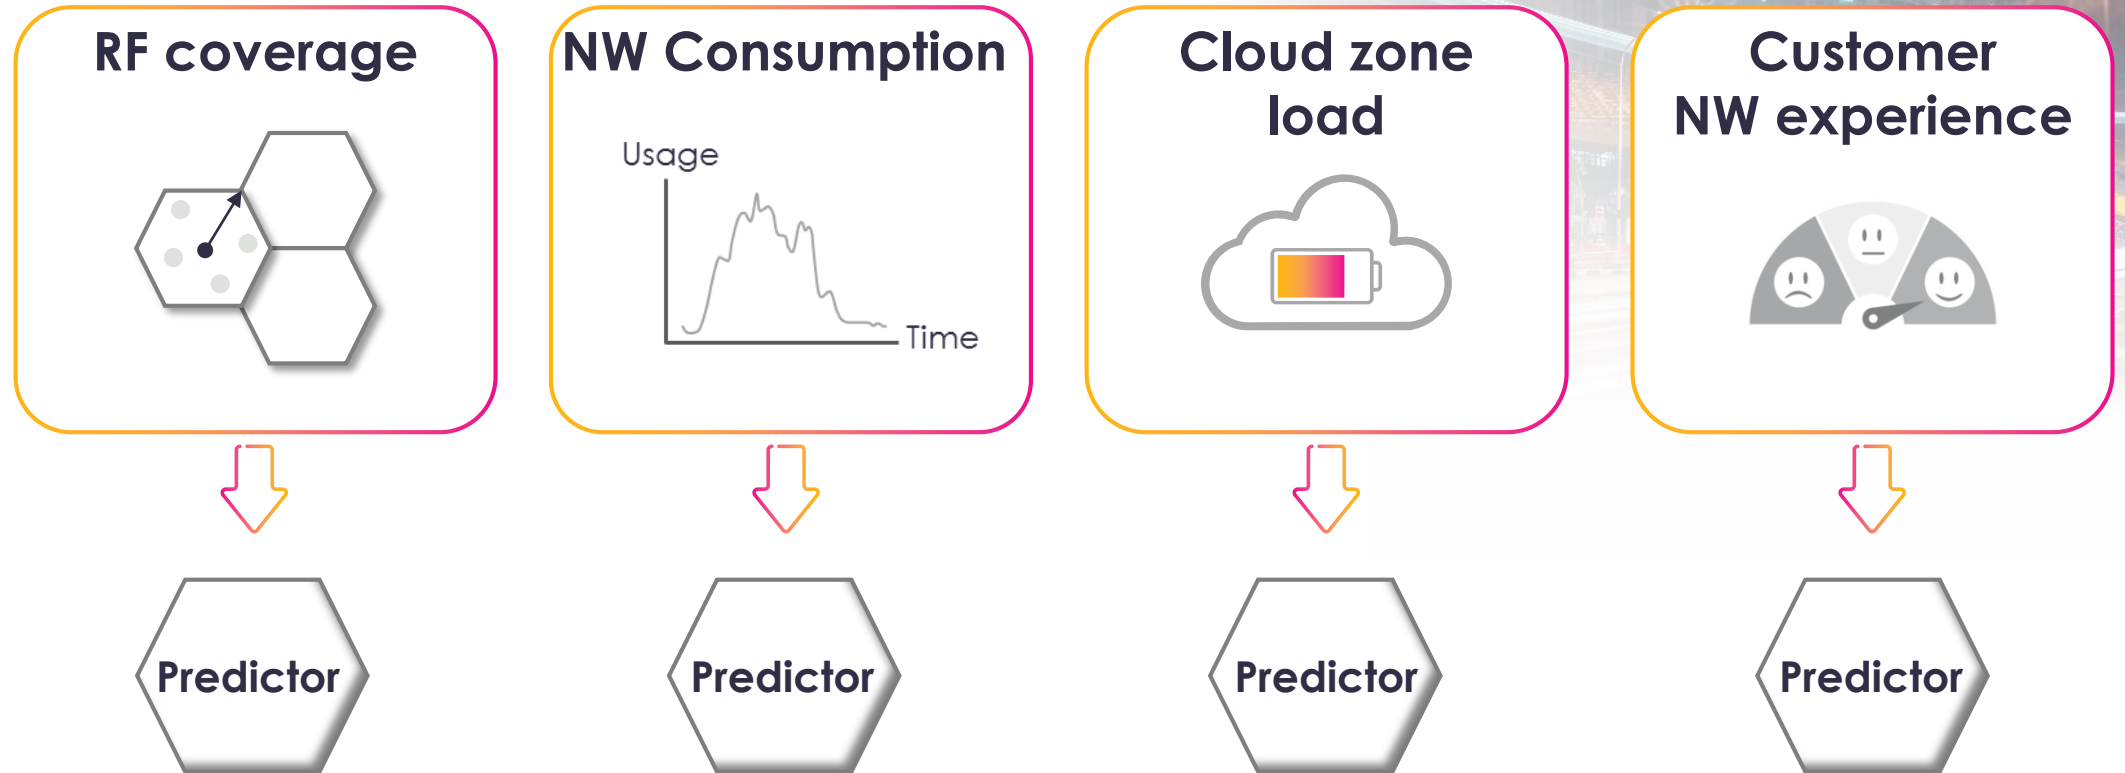 RF coverage
NW Consumption
Usage
Time
Cloud zone
load
Customer
NW experience
Predictor
Predictor
Predictor
Predictor